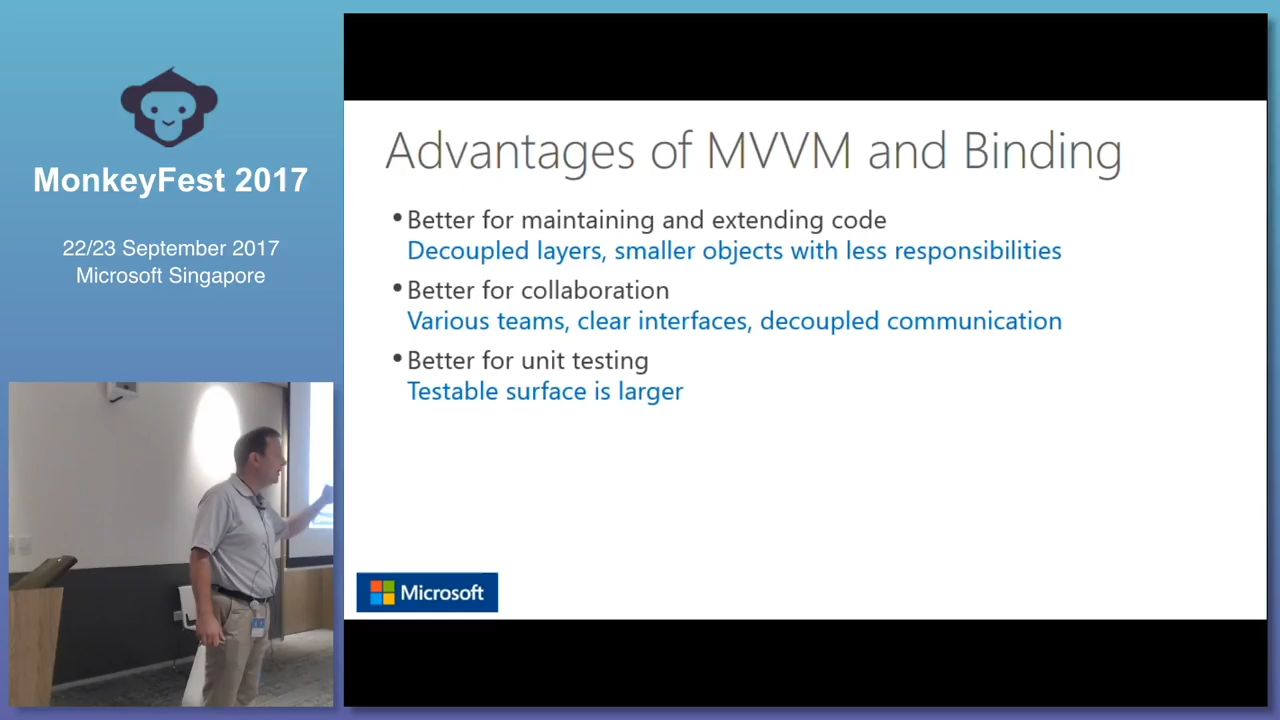 MonkeyFest 2017
22/23 September 2017
Microsoft Singapore
Advantages of MVVM and Binding
• Better for maintaining and extending code
Decoupled layers, smaller objects with less responsibilities
• Better for collaboration
Various teams, clear interfaces, decoupled communication
• Better for unit testing
Testable surface is larger
Microsoft